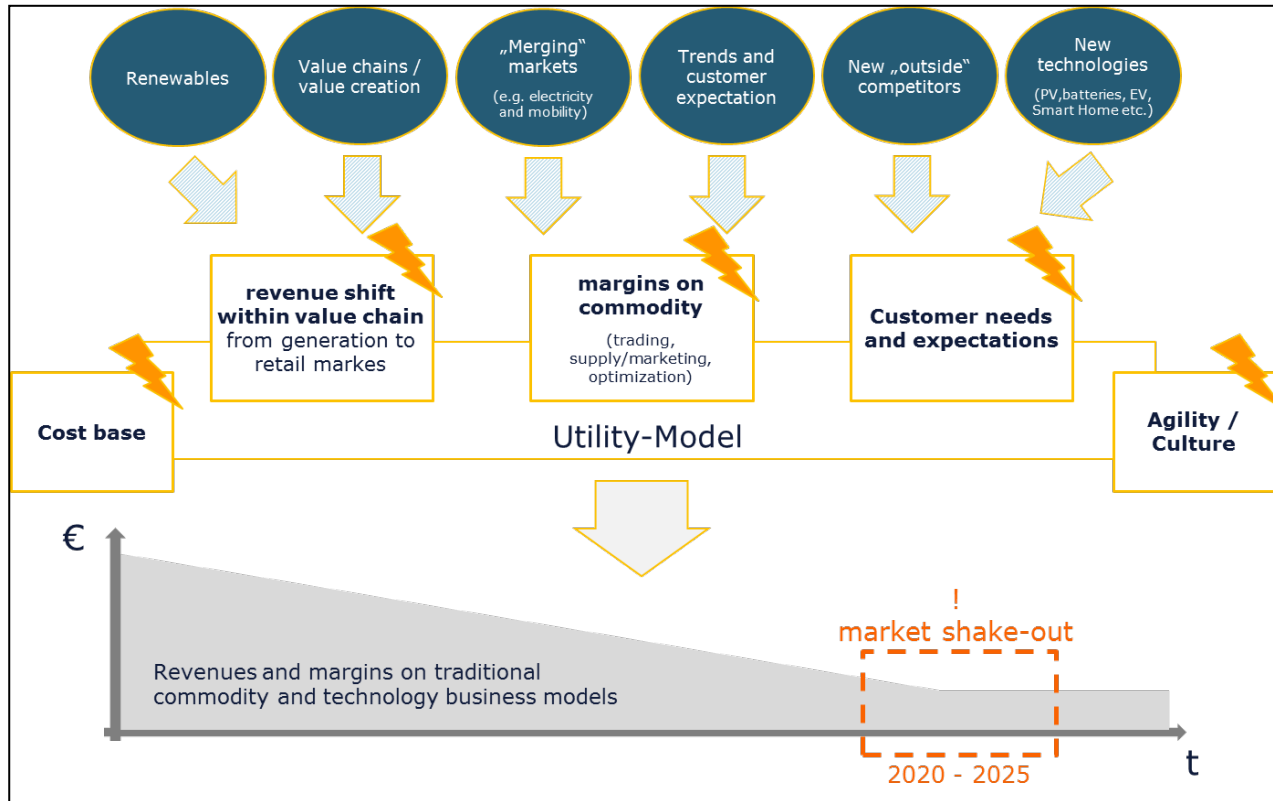 Renewables
Value chains /
value creation
„Merging“
markets
(e.g. electricity
and mobility)
Trends and
customer
expectation
New „outside“
competitors
New
technologies
(PV,batteries, EV,
Smart Home etc.)
revenue shift
within value chain
from generation to
retail markes
margins on
commodity
(trading,
supply/marketing,
optimization)
Customer needs
and expectations
Cost base
Utility-Model
Agility /
Culture
€
!
market shake-out
Revenues and margins on traditional
commodity and technology business models
t
2020 - 2025